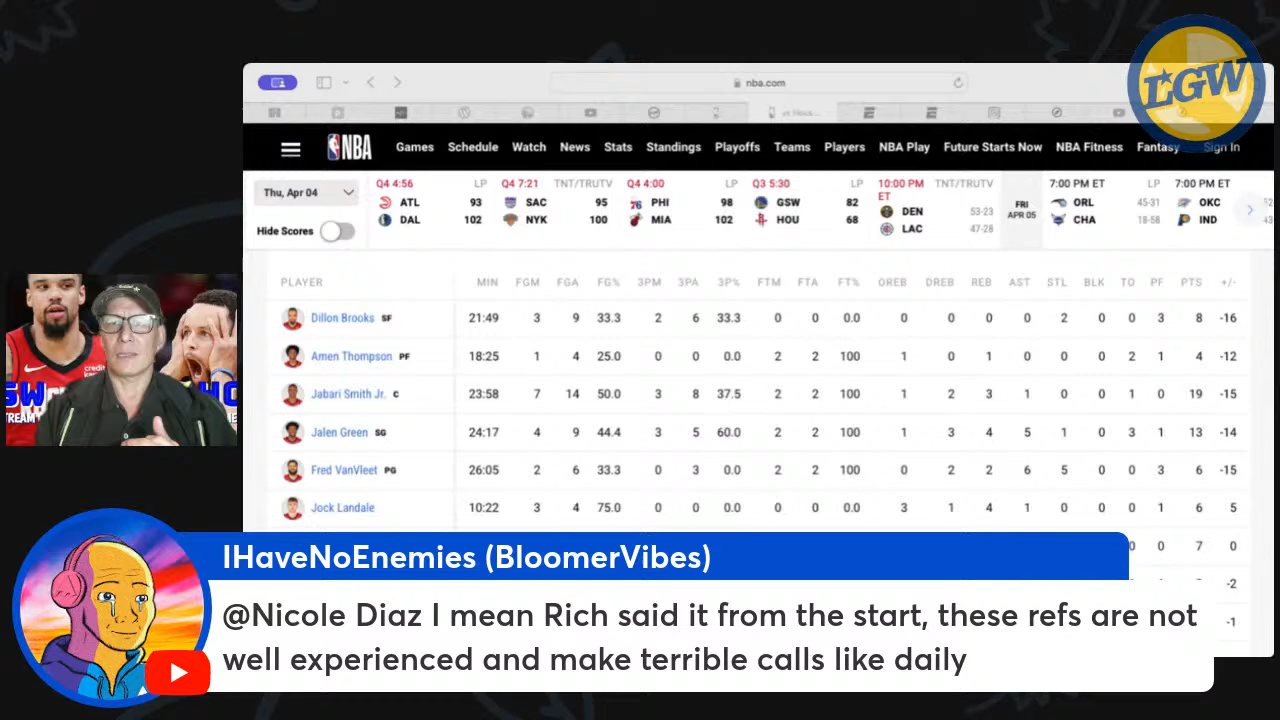 nba.com
LGW
vs Hous...
NBA
Games Schedule Watch News Stats Standings Playoffs Teams Players NBA Play Future Starts Now NBA Fitness Fantasy Sign In
Thu, Apr 04
Hide Scores
Q4 4:56 LP
ATL 93
DAL 102
Q4 7:21 TNT/TRUTV
SAC 95
NYK 100
Q4 4:00 LP
PHI 98
MIA 102
Q3 5:30 LP
GSW 82
HOU 68
10:00 PM TNT/TRUTV
ET
DEN 53-23
LAC 47-28
FRI
APR 05
7:00 PM ET LP
ORL 45-31
CHA 18-58
7:00 PM ET
OKC
IND
PLAYER MIN FGM FGA FG% 3PM 3PA 3P% FTM FTA FT% OREB DREB REB AST STL BLK TO PF PTS +/-
Dillon Brooks SF 21:49 3 9 33.3 2 6 33.3 0 0 0.0 0 0 0 0 2 0 0 3 8 -16
Amen Thompson PF 18:25 1 4 25.0 0 0 0.0 2 2 100 1 0 1 0 0 0 2 1 4 -12
Jabari Smith Jr. C 23:58 7 14 50.0 3 8 37.5 2 2 100 1 2 3 1 0 0 1 0 19 -15
Jalen Green SG 24:17 4 9 44.4 3 5 60.0 2 2 100 1 3 4 5 1 0 3 1 13 -14
Fred VanVleet PG 26:05 2 6 33.3 0 3 0.0 2 2 100 0 2 2 6 5 0 0 3 6 -15
Jock Landale 10:22 3 4 75.0 0 0 0.0 0 0 0.0 3 1 4 1 0 0 0 1 6 5
0 0 7 0
-2
-1
IHaveNoEnemies (BloomerVibes)
@Nicole Diaz I mean Rich said it from the start, these refs are not
well experienced and make terrible calls like daily